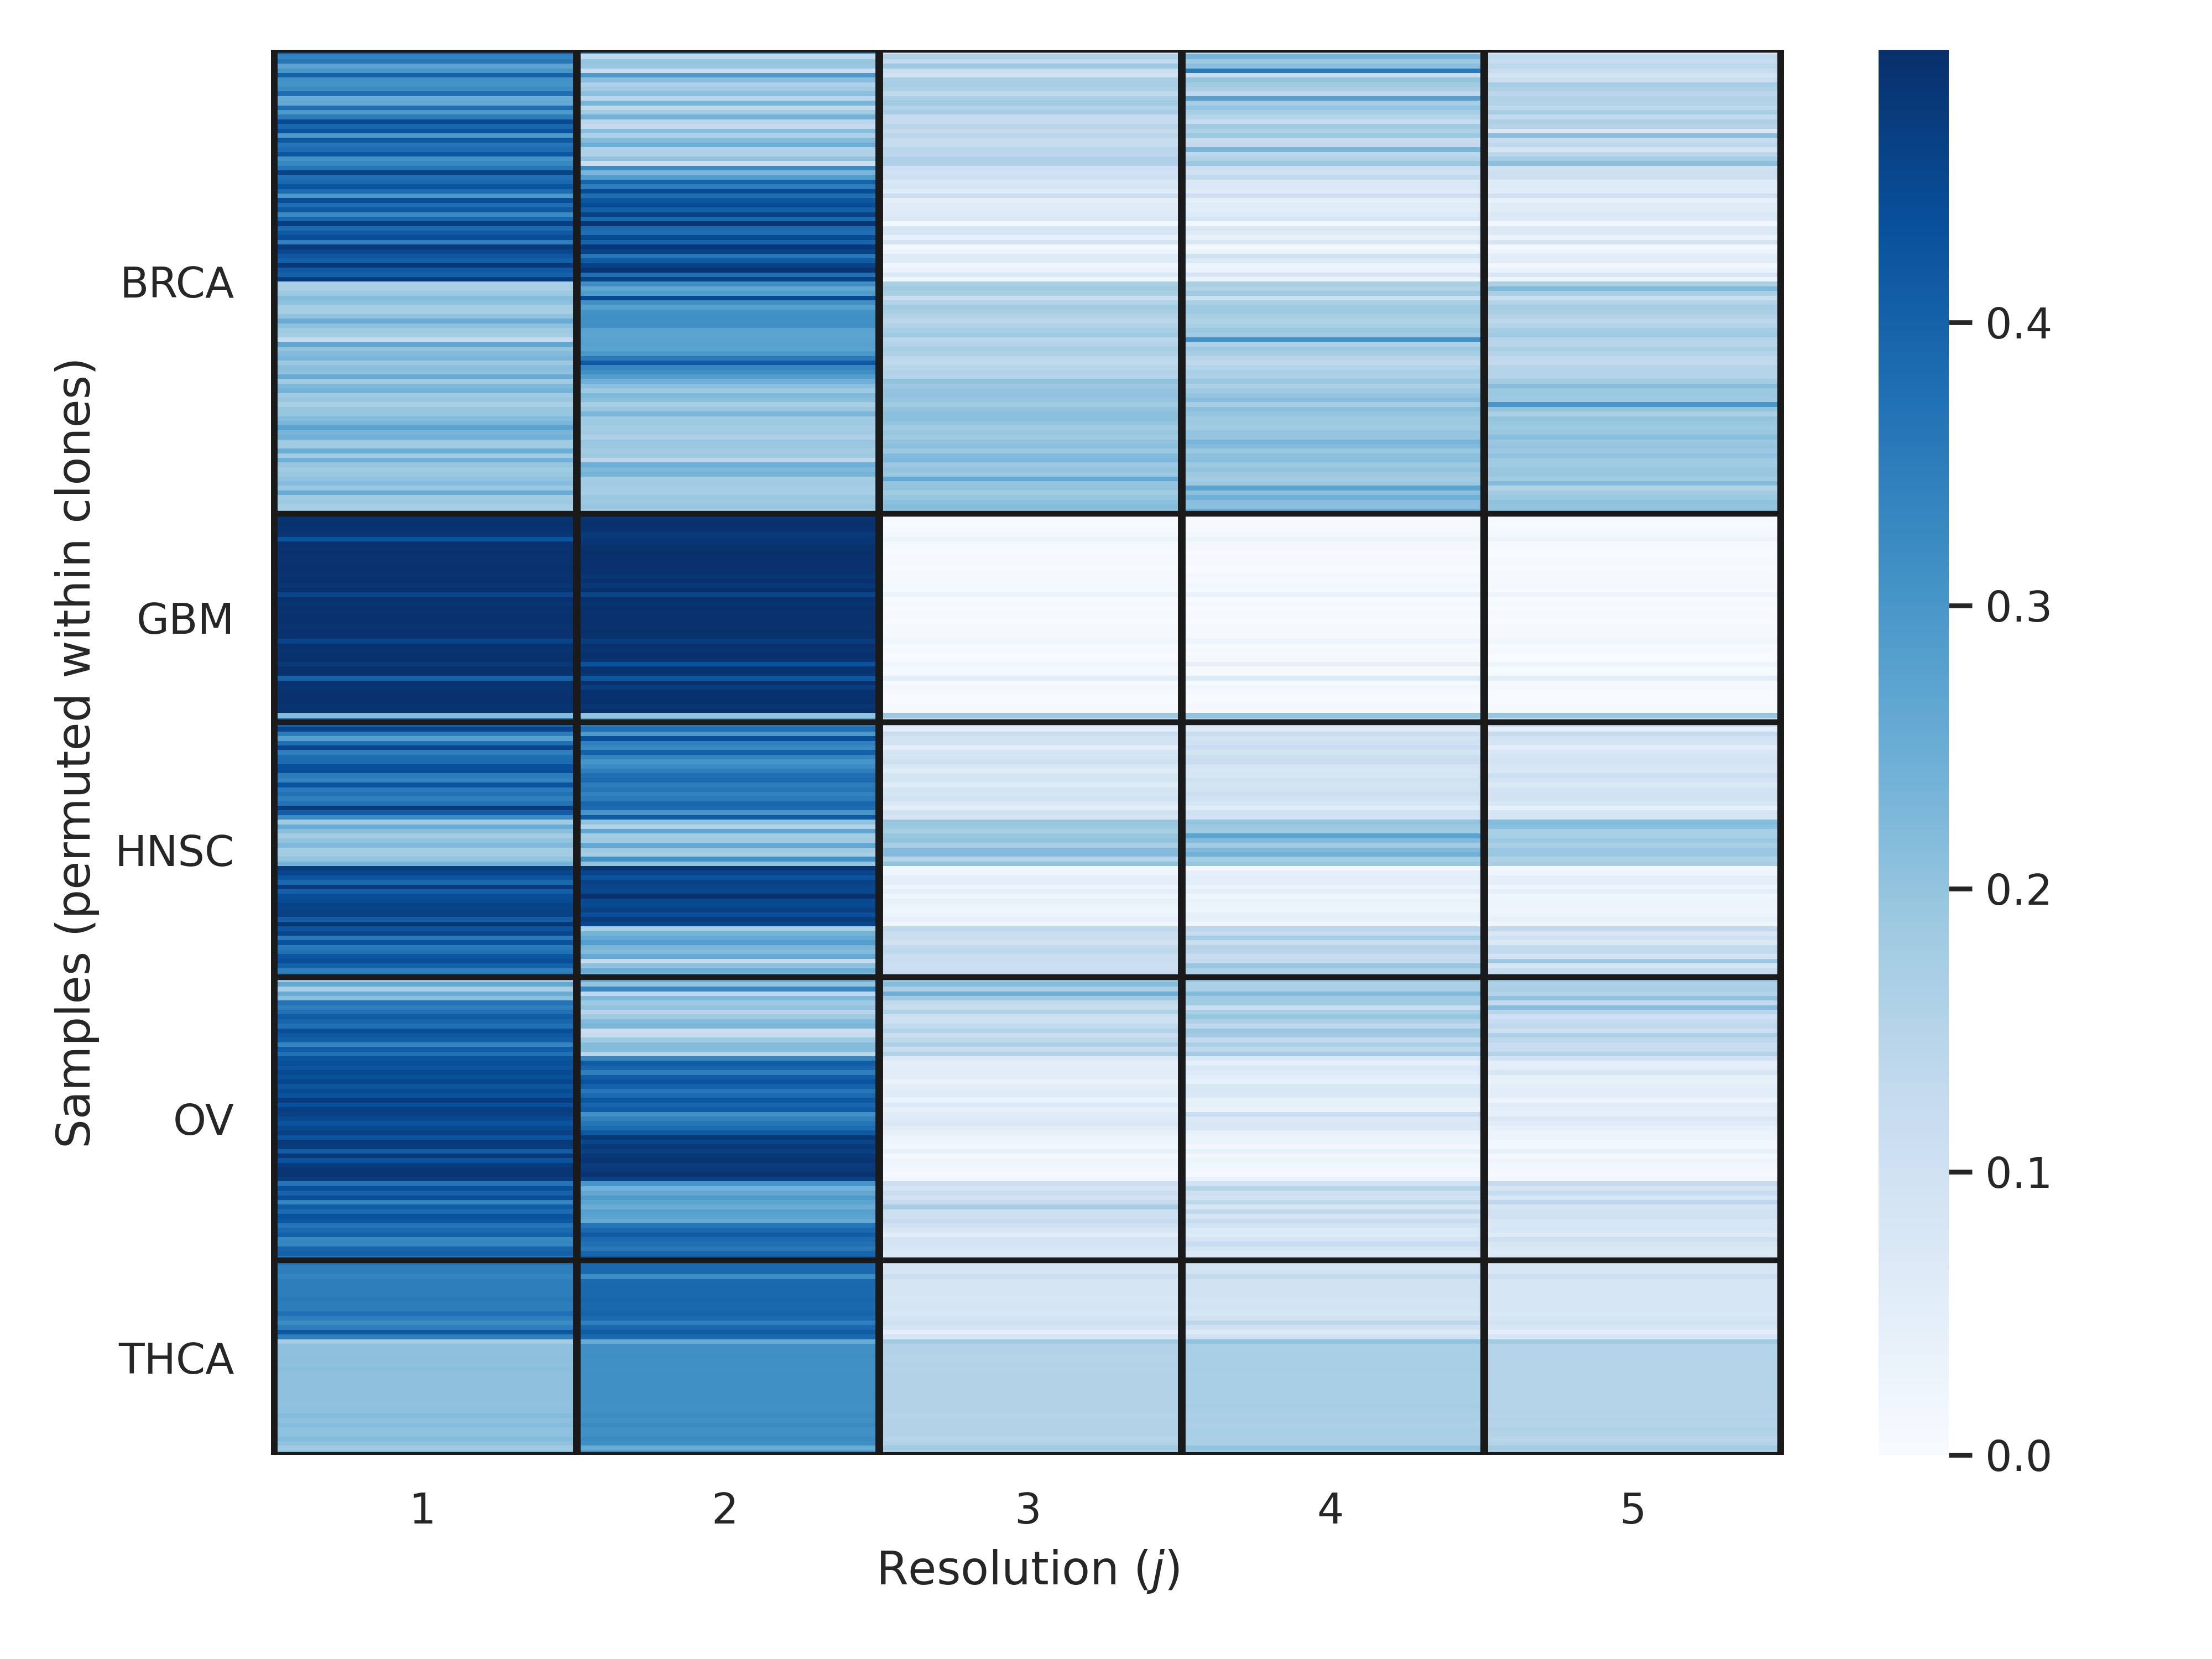 Samples (permuted within clones)
BRCA
GBM
HNSC
OV
THCA
1 2 3 4 5
Resolution (j)
0.4
0.3
0.2
0.1
0.0